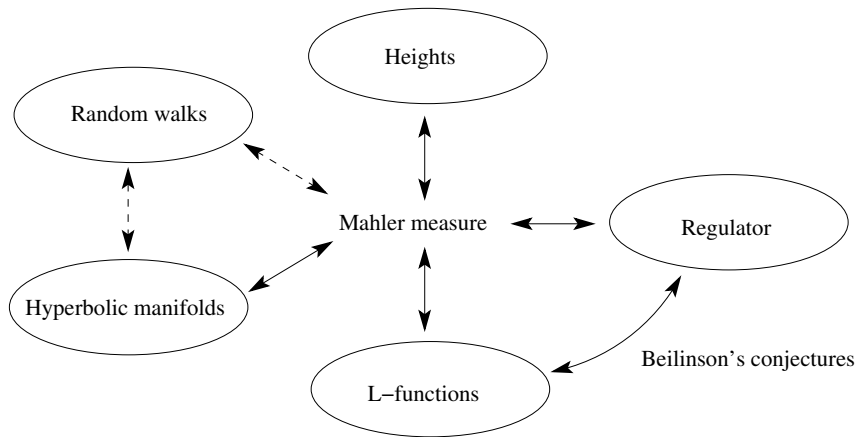 Heights
Random walks
Mahler measure
Regulator
Hyperbolic manifolds
Beilinson's conjectures
L−functions